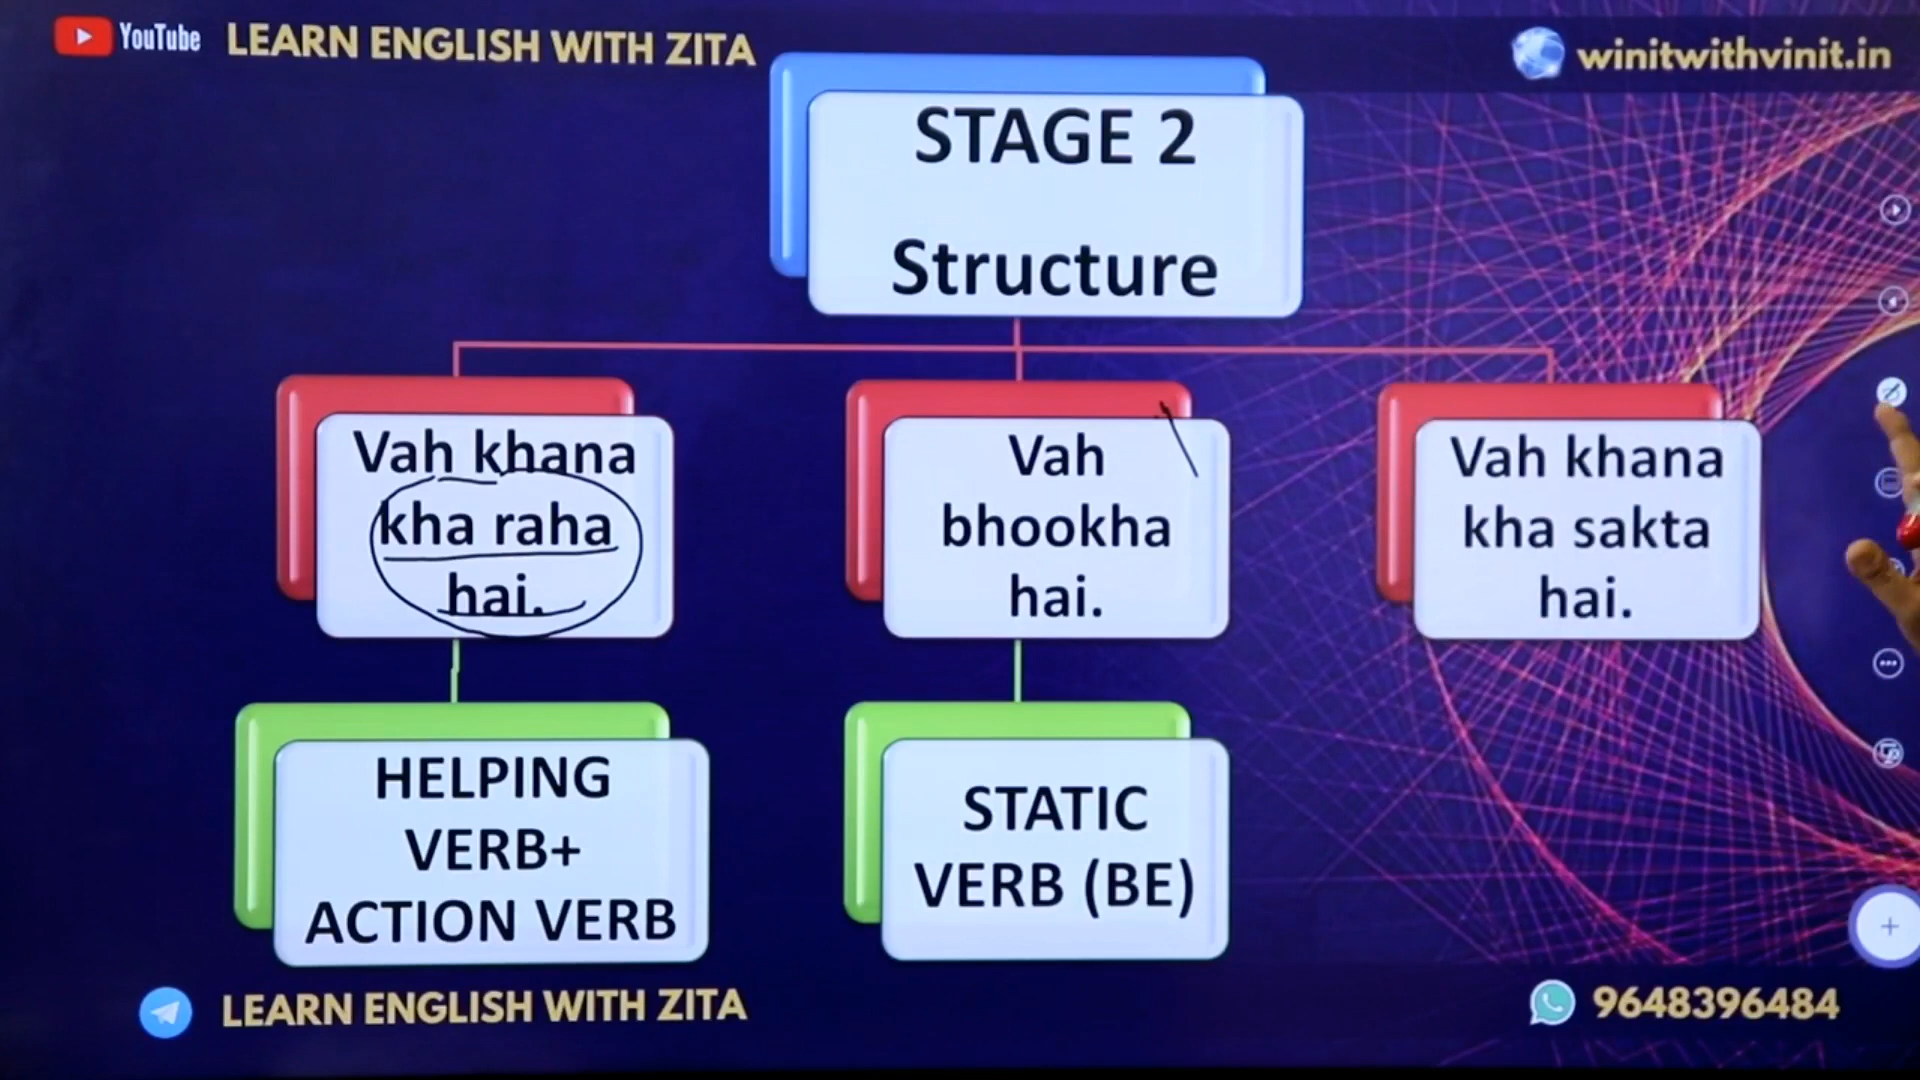 YouTube LEARN ENGLISH WITH ZITA
winitwithvinit.in
STAGE 2
Structure
Vah khana
kha raha
hai.
Vah
bhookha
hai.
Vah khana
kha sakta
hai.
HELPING
VERB+
ACTION VERB
STATIC
VERB (BE)
LEARN ENGLISH WITH ZITA
9648396484